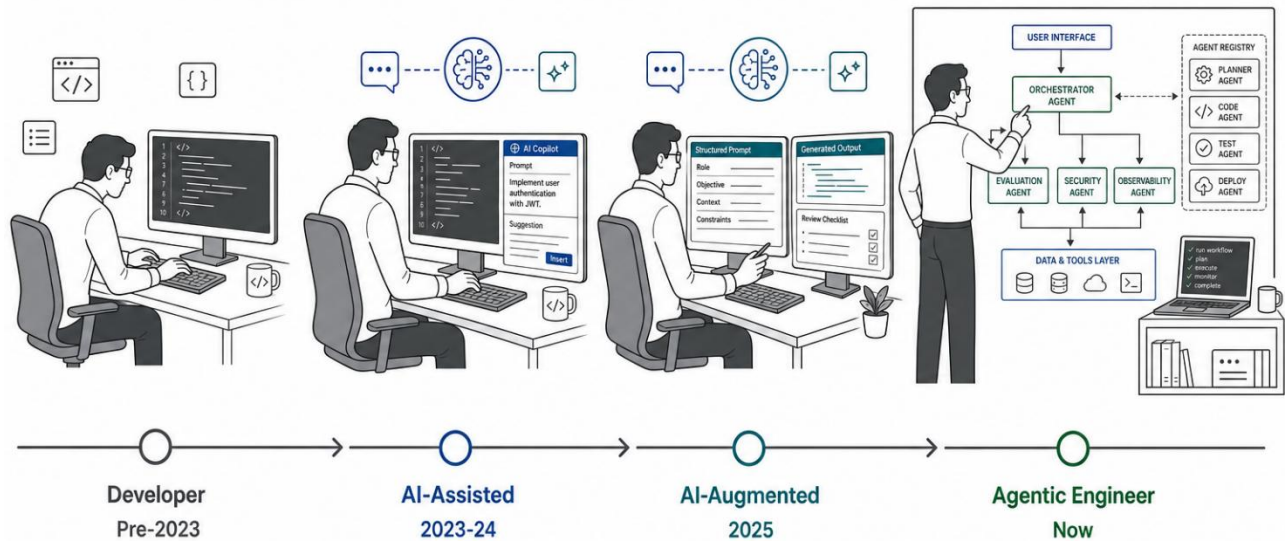 </>
{ }
1 </>
2
3
4
5
6
7
8
9
10 </>
</>
1 </>
2
3
4
5
6
7
8
9
10 </>
AI Copilot
Prompt
Implement user
authentication
with JWT.
Suggestion
Insert
</>
Structured Prompt
Role
Objective
Context
Constraints
Generated Output
Review Checklist
USER INTERFACE
ORCHESTRATOR
AGENT
EVALUATION
AGENT
SECURITY
AGENT
OBSERVABILITY
AGENT
DATA & TOOLS LAYER
>_
AGENT REGISTRY
PLANNER
AGENT
</> CODE
AGENT
TEST
AGENT
DEPLOY
AGENT
✓ run workflow
✓ plan
✓ execute
✓ monitor
✓ complete
Developer
Pre-2023
AI-Assisted
2023-24
AI-Augmented
2025
Agentic Engineer
Now